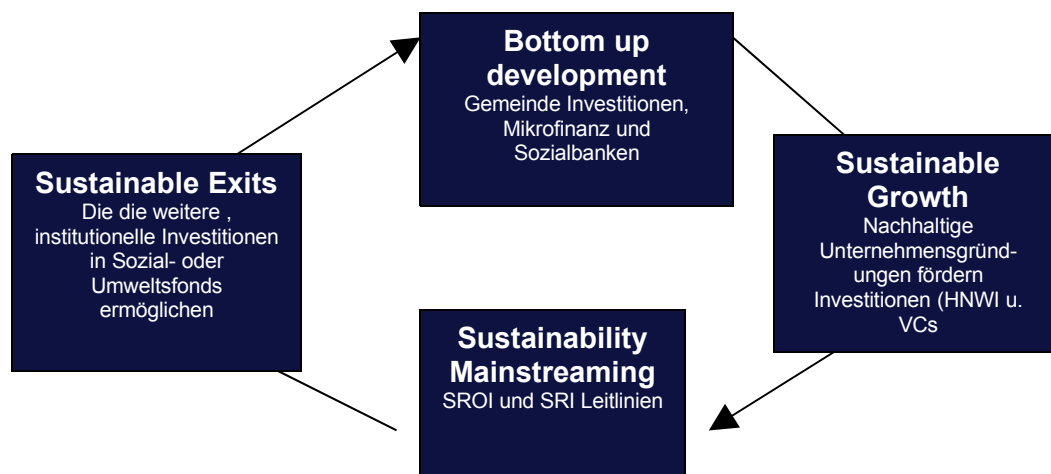 Bottom up
development
Gemeinde Investitionen,
Mikrofinanz und
Sozialbanken
Sustainable
Growth
Nachhaltige
Unternehmensgründ-
ungen fördern
Investitionen (HNWI u.
VCs
Sustainability
Mainstreaming
SROI und SRI Leitlinien
Sustainable Exits
Die die weitere ,
institutionelle Investitionen
in Sozial- oder
Umweltsfonds
ermöglichen